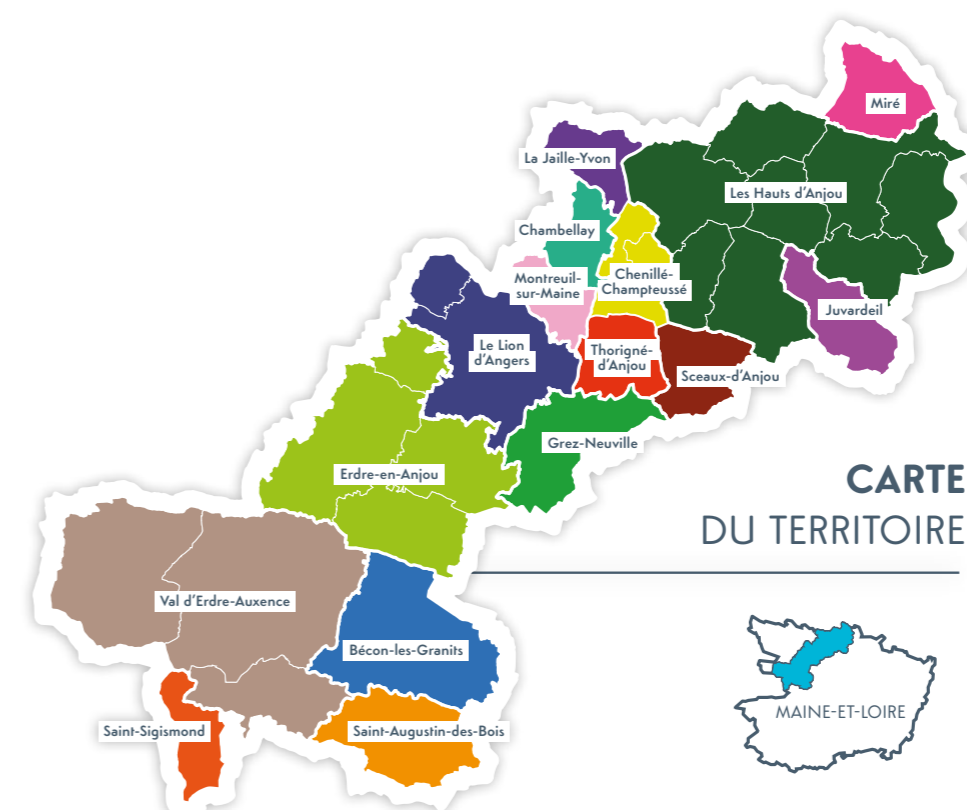 Miré
La Jaille-Yvon
Les Hauts d'Anjou
Chambellay
Montreuil-
sur-Maine
Chenillé-
Champteussé
Juvardeil
Le Lion
d'Angers
Thorigné-
d'Anjou
Sceaux-d'Anjou
Grez-Neuville
Erdre-en-Anjou
CARTE
DU TERRITOIRE
Val d'Erdre-Auxence
Bécon-les-Granits
MAINE-ET-LOIRE
Saint-Sigismond
Saint-Augustin-des-Bois